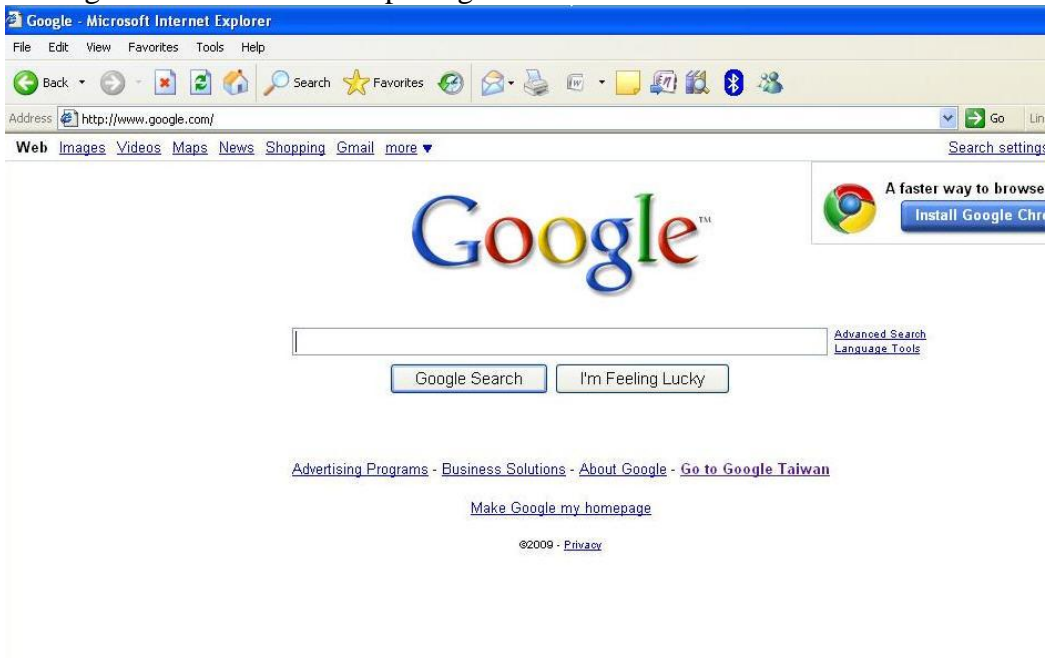 Google - Microsoft Internet Explorer
File Edit View Favorites Tools Help
Back Search Favorites
Address http://www.google.com/ Go Lin
Web Images Videos Maps News Shopping Gmail more ▼ Search settings
A faster way to browse
Install Google Chr
Google™
Advanced Search
Language Tools
Google Search I'm Feeling Lucky
Advertising Programs - Business Solutions - About Google - Go to Google Taiwan
Make Google my homepage
©2009 - Privacy